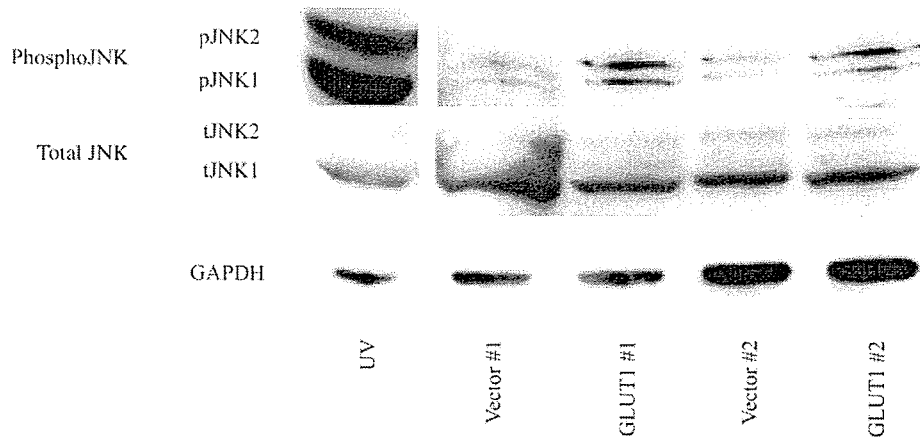 pJNK2
PhosphoJNK
pJNK1
tJNK2
Total JNK
tJNK1
GAPDH
UV
Vector #1
GLUT1 #1
Vector #2
GLUT1 #2